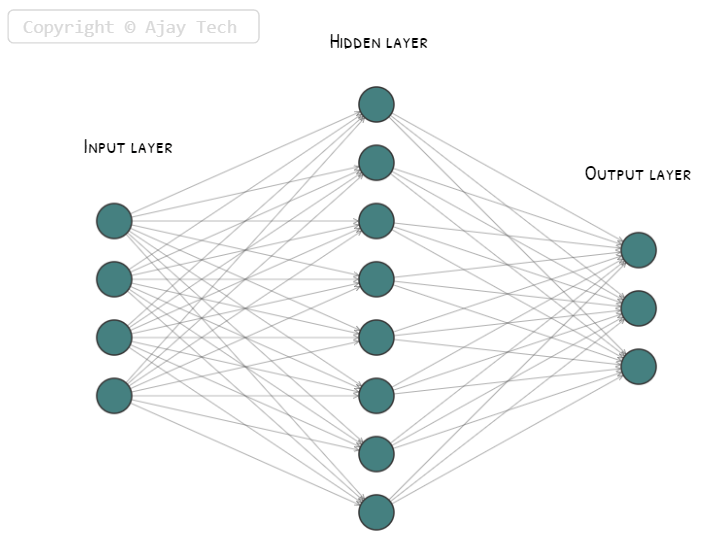 Copyright © Ajay Tech
Hidden layer
Input layer
Output layer